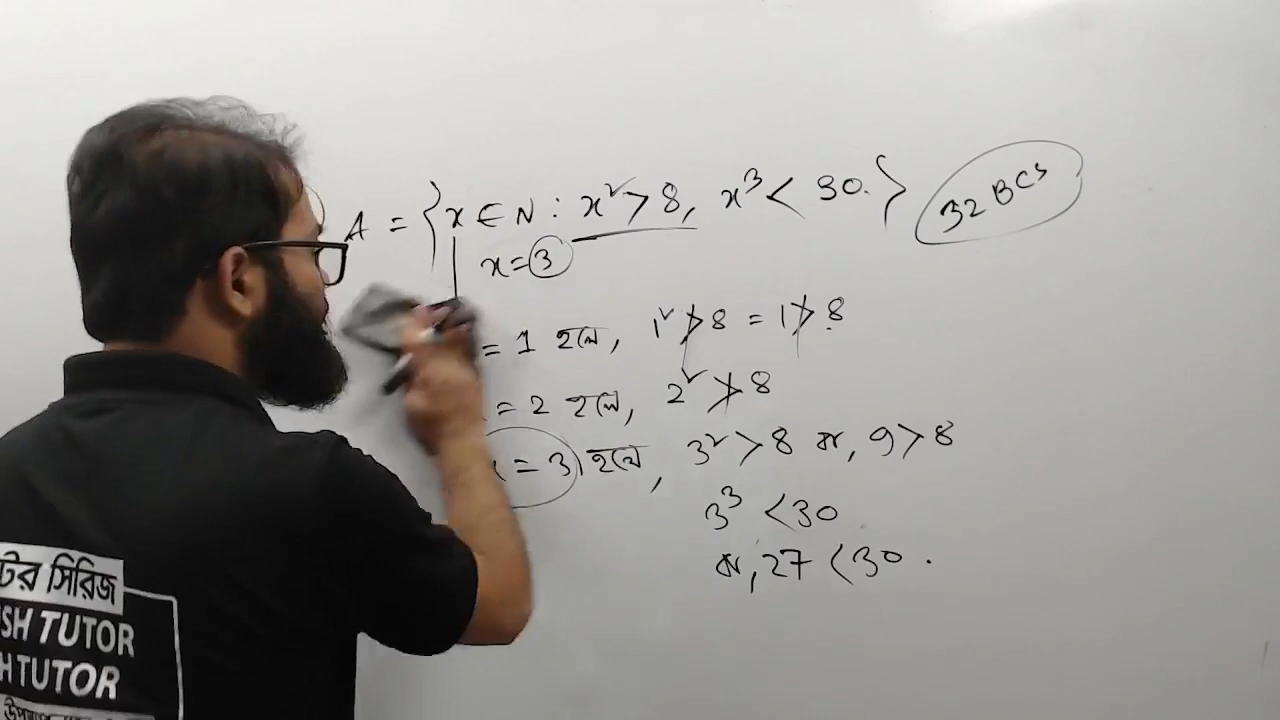 A = { x ∈ N : x² > 8, x³ < 30. }
32 BCS
x = 3
= 1 হলে, 1² ≯ 8 = 1 ≯ 8
= 2 হলে, 2² ≯ 8
x = 3 হলে, 3² > 8 বা, 9 > 8
3³ < 30
বা, 27 < 30.
টর সিরিজ
SH TUTOR
H TUTOR